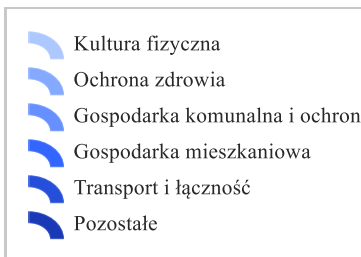 Kultura fizyczna
Ochrona zdrowia
Gospodarka komunalna i ochron
Gospodarka mieszkaniowa
Transport i łączność
Pozostałe